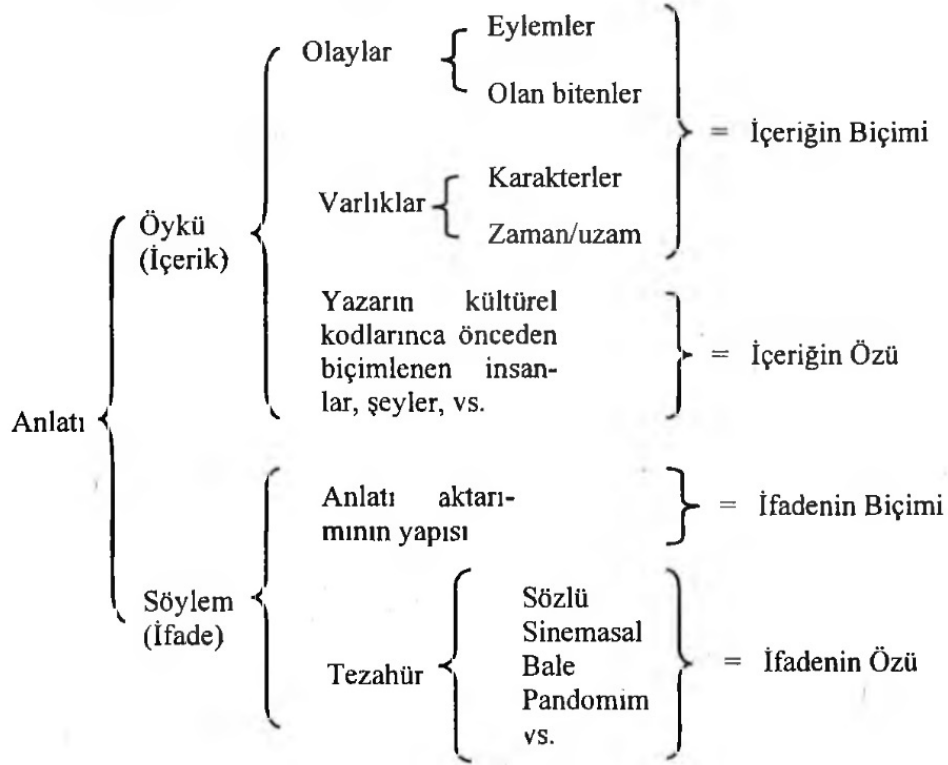 Olaylar
Eylemler
Olan bitenler
Varlıklar
Karakterler
Zaman/uzam
= İçeriğin Biçimi
Öykü
(İçerik)
Yazarın kültürel
kodlarınca önceden
biçimlenen insan-
lar, şeyler, vs.
= İçeriğin Özü
Anlatı
Anlatı aktarı-
mının yapısı
= İfadenin Biçimi
Söylem
(İfade)
Tezahür
Sözlü
Sinemasal
Bale
Pandomim
vs.
= İfadenin Özü